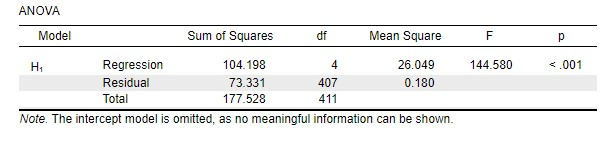 ANOVA
Model Sum of Squares df Mean Square F p
H₁ Regression 104.198 4 26.049 144.580 < .001
Residual 73.331 407 0.180
Total 177.528 411
Note. The intercept model is omitted, as no meaningful information can be shown.